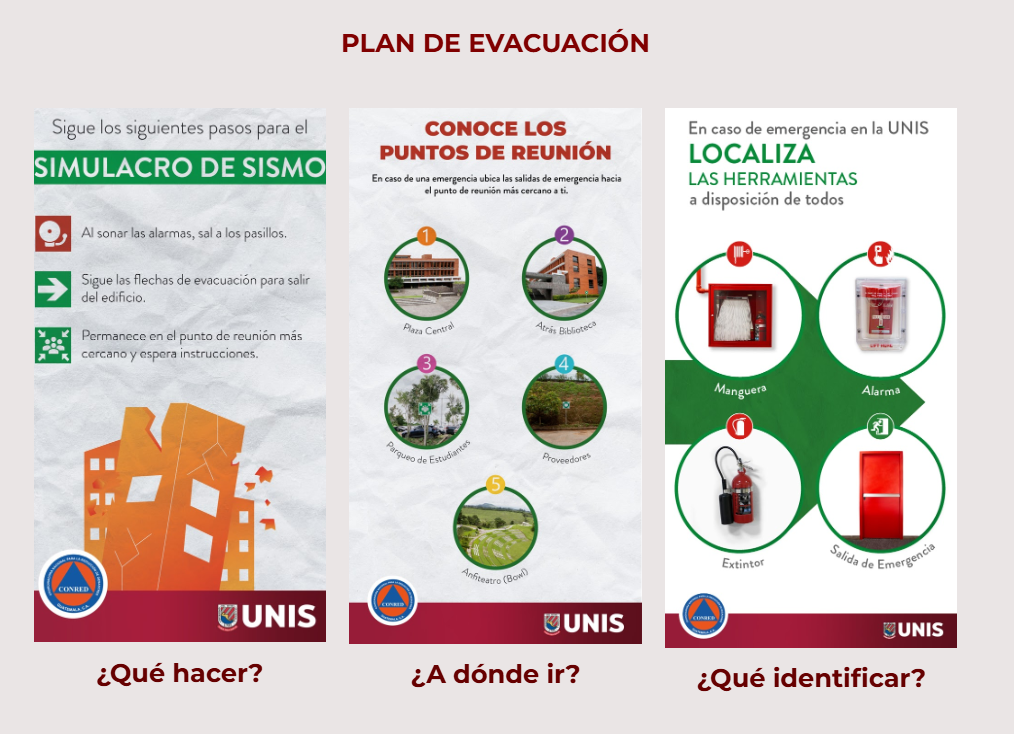 PLAN DE EVACUACIÓN
Sigue los siguientes pasos para el
SIMULACRO DE SISMO
Al sonar las alarmas, sal a los pasillos.
Sigue las flechas de evacuación para salir
del edificio.
Permanece en el punto de reunión más
cercano y espera instrucciones.
CONRED
GUATEMALA, C.A.
UNIS
¿Qué hacer?
CONOCE LOS
PUNTOS DE REUNIÓN
En caso de una emergencia ubica las salidas de emergencia hacia
el punto de reunión más cercano a ti.
1
Plaza Central
2
Atrás Biblioteca
3
Parqueo de Estudiantes
4
Proveedores
5
Anfiteatro (Bowl)
CONRED
UNIS
¿A dónde ir?
En caso de emergencia en la UNIS
LOCALIZA
LAS HERRAMIENTAS
a disposición de todos
Manguera
Alarma
Extintor
Salida de Emergencia
CONRED
UNIS
¿Qué identificar?